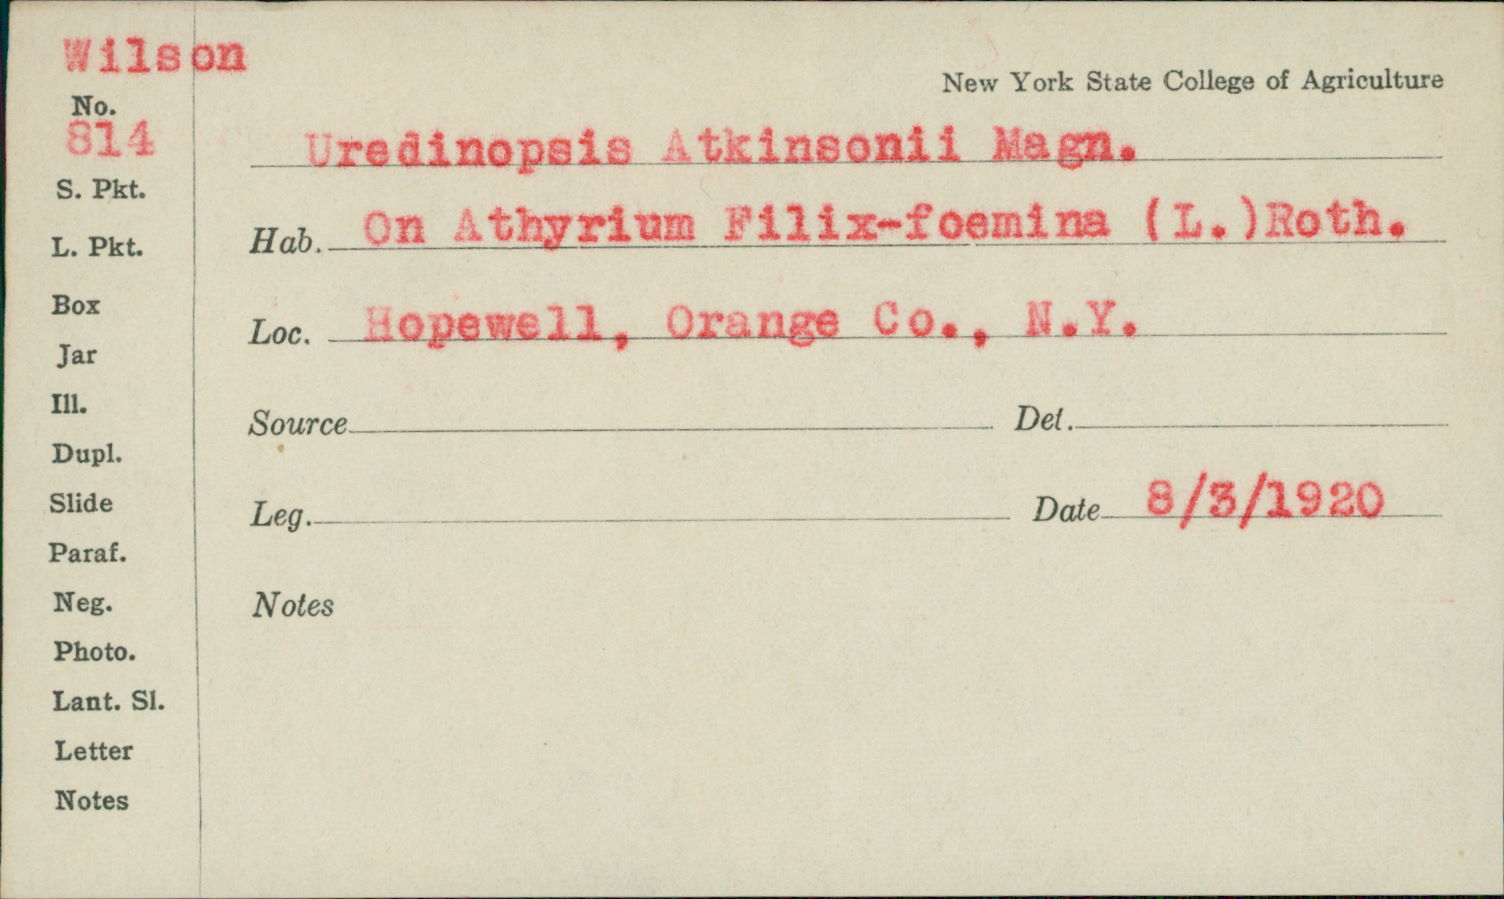 Wilson
New York State College of Agriculture
No.
814
Uredinopsis Atkinsonii Magn.
S. Pkt.
Hab. On Athyrium Filix-foemina (L.)Roth.
L. Pkt.
Box
Loc. Hopewell, Orange Co., N.Y.
Jar
Ill.
Source Det.
Dupl.
Slide
Leg. Date 8/3/1920
Paraf.
Neg.
Notes
Photo.
Lant. Sl.
Letter
Notes